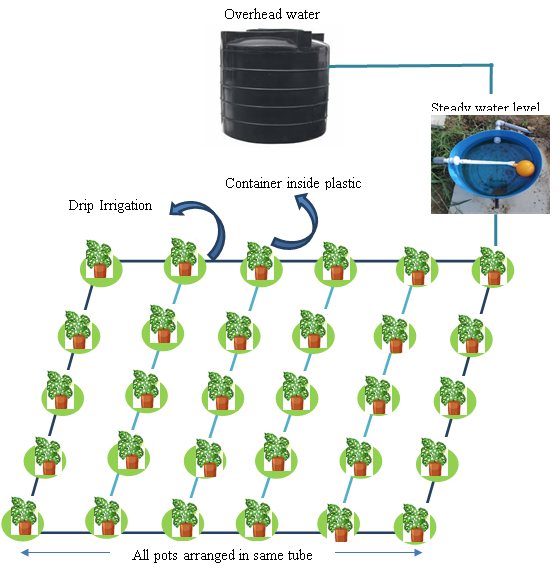 Overhead water
Steady water level
Container inside plastic
Drip Irrigation
All pots arranged in same tube